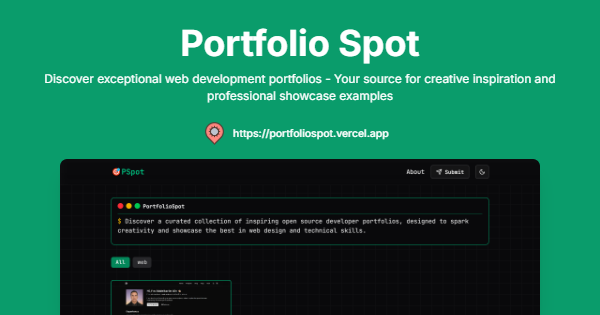 Portfolio Spot
Discover exceptional web development portfolios - Your source for creative inspiration and
professional showcase examples
https://portfoliospot.vercel.app
PSpot
About
Submit
PortFolioSpot
$ Discover a curated collection of inspiring open source developer portfolios, designed to spark
creativity and showcase the best in web design and technical skills.
All
web